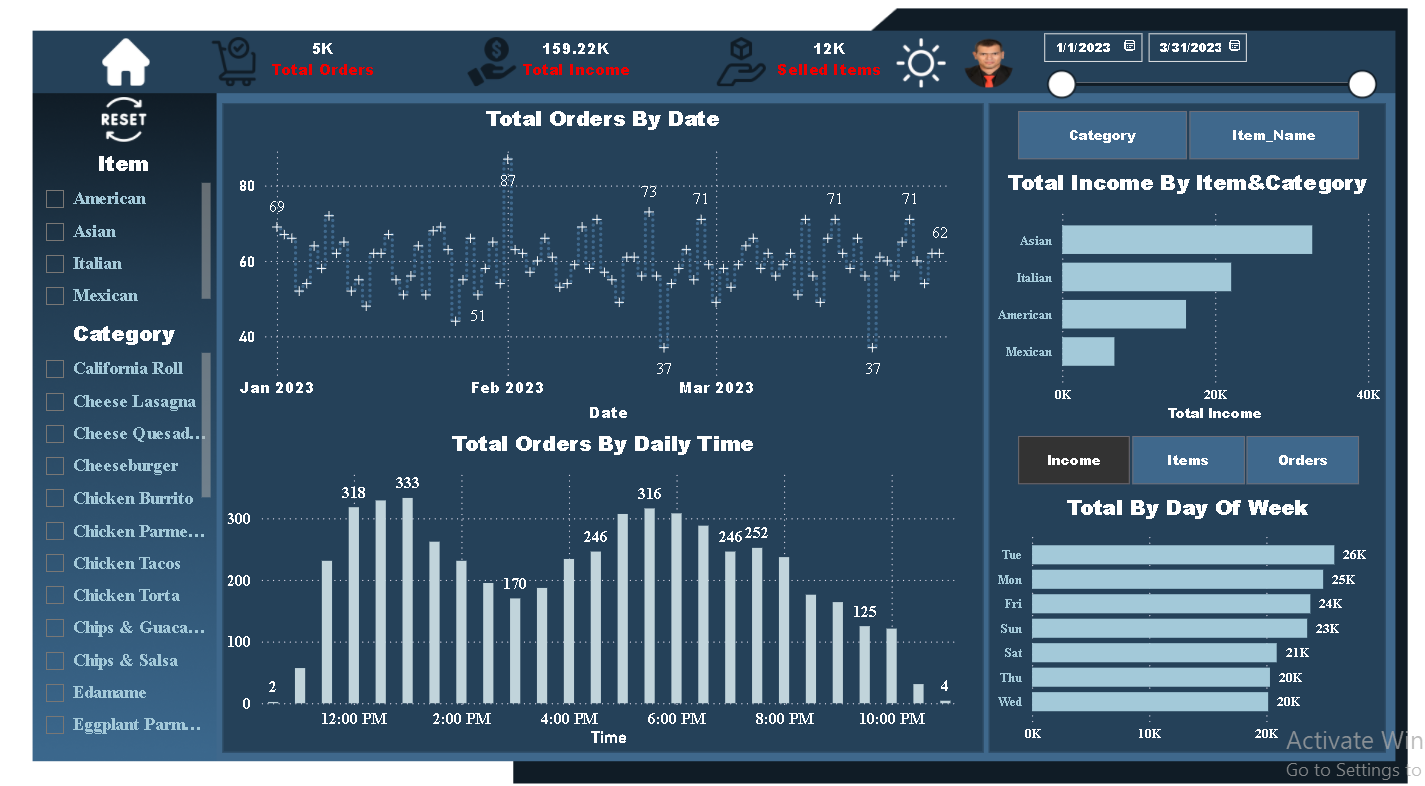 5K
Total Orders
159.22K
Total Income
12K
Selled Items
1/1/2023
3/31/2023
RESET
Item
American
Asian
Italian
Mexican
Category
California Roll
Cheese Lasagna
Cheese Quesad...
Cheeseburger
Chicken Burrito
Chicken Parme...
Chicken Tacos
Chicken Torta
Chips & Guaca...
Chips & Salsa
Edamame
Eggplant Parm...
Total Orders By Date
80
60
40
69
87
51
73
37
71
71
37
71
62
Jan 2023
Feb 2023
Mar 2023
Date
Total Orders By Daily Time
300
200
100
0
2
318
333
170
246
316
246
252
125
4
12:00 PM
2:00 PM
4:00 PM
6:00 PM
8:00 PM
10:00 PM
Time
Category
Item_Name
Total Income By Item&Category
Asian
Italian
American
Mexican
0K
20K
40K
Total Income
Income
Items
Orders
Total By Day Of Week
Tue
26K
Mon
25K
Fri
24K
Sun
23K
Sat
21K
Thu
20K
Wed
20K
0K
10K
20K
Activate Win
Go to Settings to